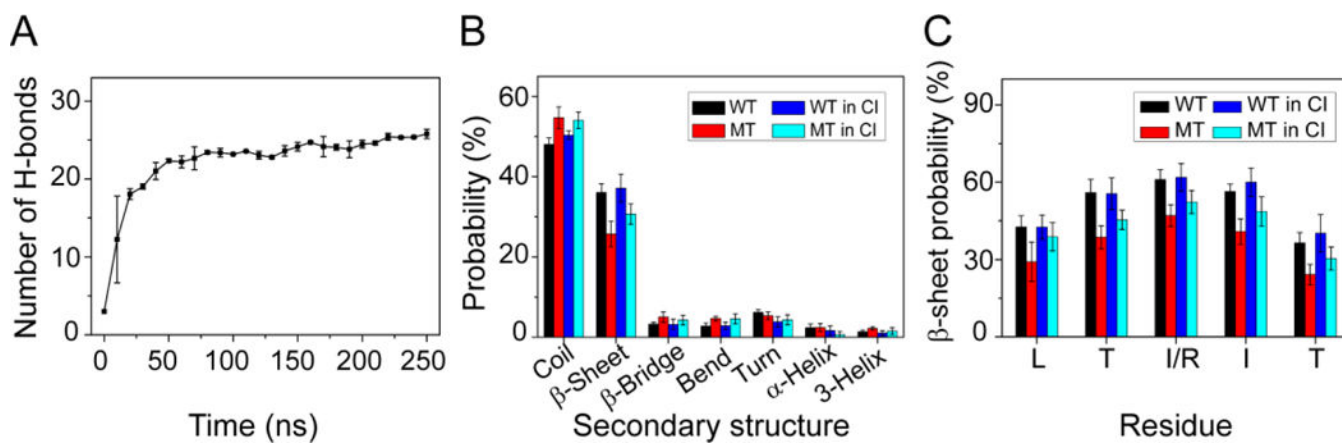 A
Number of H-bonds
30
20
10
0
0 50 100 150 200 250
Time (ns)
B
Probability (%)
60
40
20
0
WT WT in CI
MT MT in CI
Coil
β-Sheet
β-Bridge
Bend
Turn
α-Helix
3-Helix
Secondary structure
C
β-sheet probability (%)
90
60
30
0
WT WT in CI
MT MT in CI
L T I/R I T
Residue